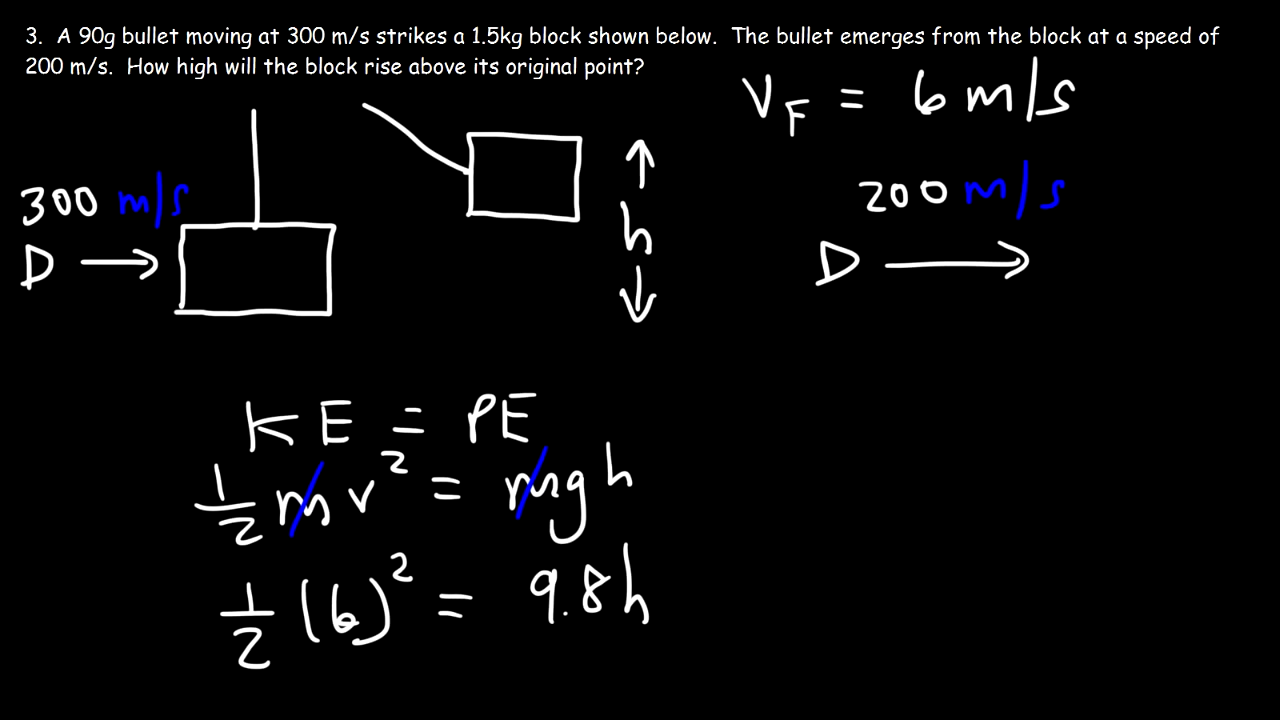 3. A 90g bullet moving at 300 m/s strikes a 1.5kg block shown below. The bullet emerges from the block at a speed of
200 m/s. How high will the block rise above its original point?
V_F = 6 m/s
300 m/s
h
200 m/s
D →
D →
KE = PE
½ mv² = mgh
½ (6)² = 9.8h